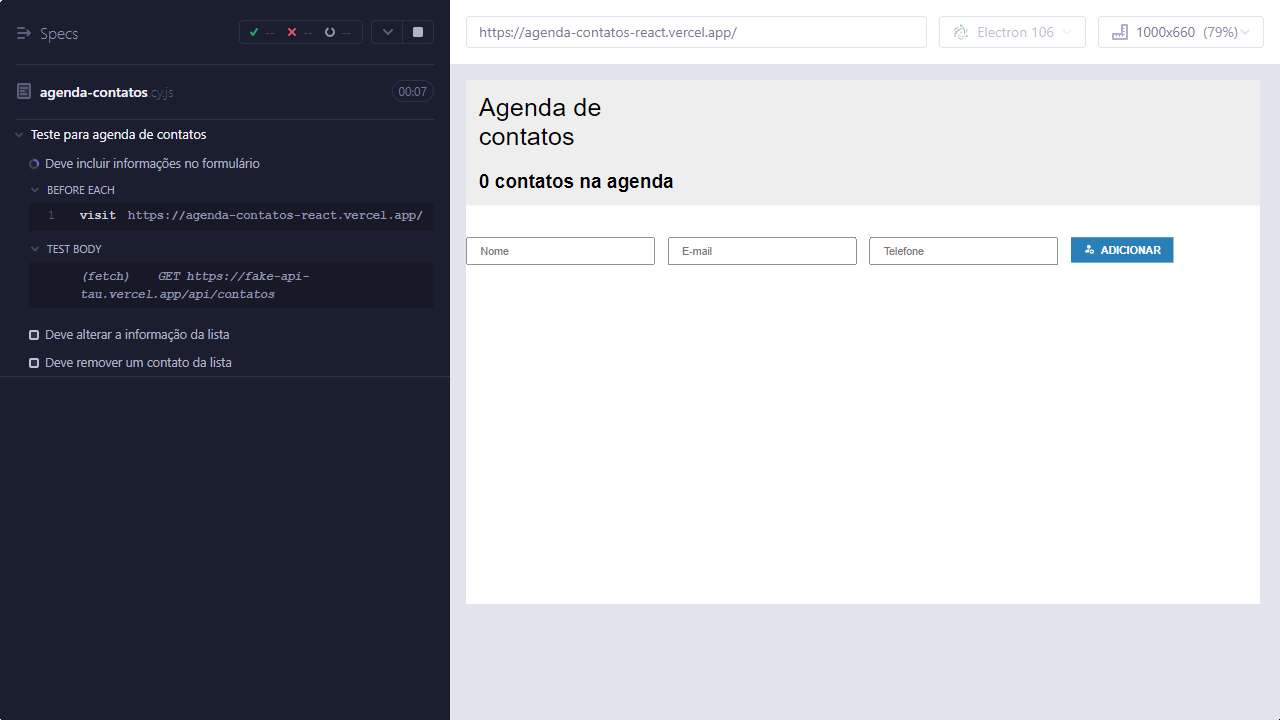 Specs
-- -- --
agenda-contatos.cy.js
00:07
Teste para agenda de contatos
Deve incluir informações no formulário
BEFORE EACH
1 visit https://agenda-contatos-react.vercel.app/
TEST BODY
(fetch) GET https://fake-api-
tau.vercel.app/api/contatos
Deve alterar a informação da lista
Deve remover um contato da lista
https://agenda-contatos-react.vercel.app/
Electron 106
1000x660 (79%)
Agenda de
contatos
0 contatos na agenda
Nome
E-mail
Telefone
ADICIONAR